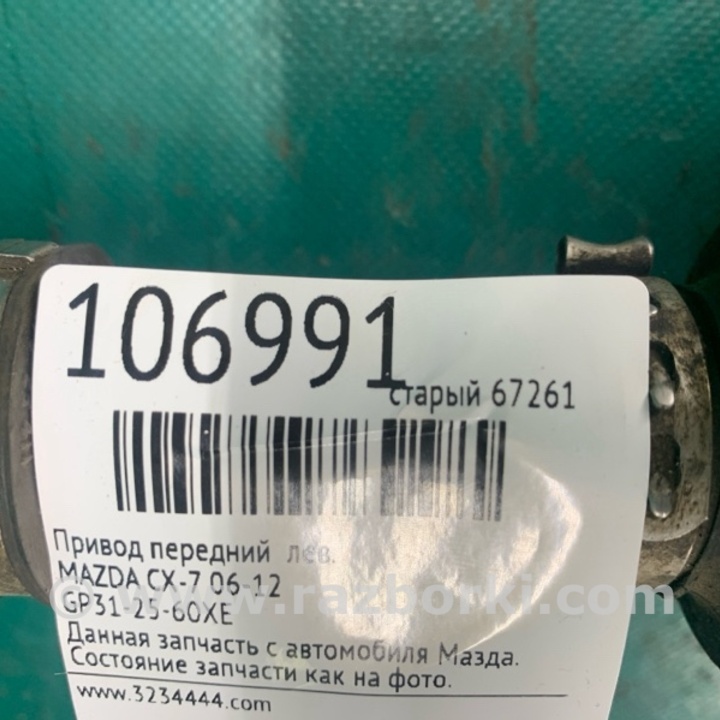 106991
старый 67261
Привод передний лев.
MAZDA CX-7 06-12
GP31-25-60XE
Данная запчасть с автомобиля Мазда.
Состояние запчасти как на фото.
www.3234444.com
© www.razborki.com